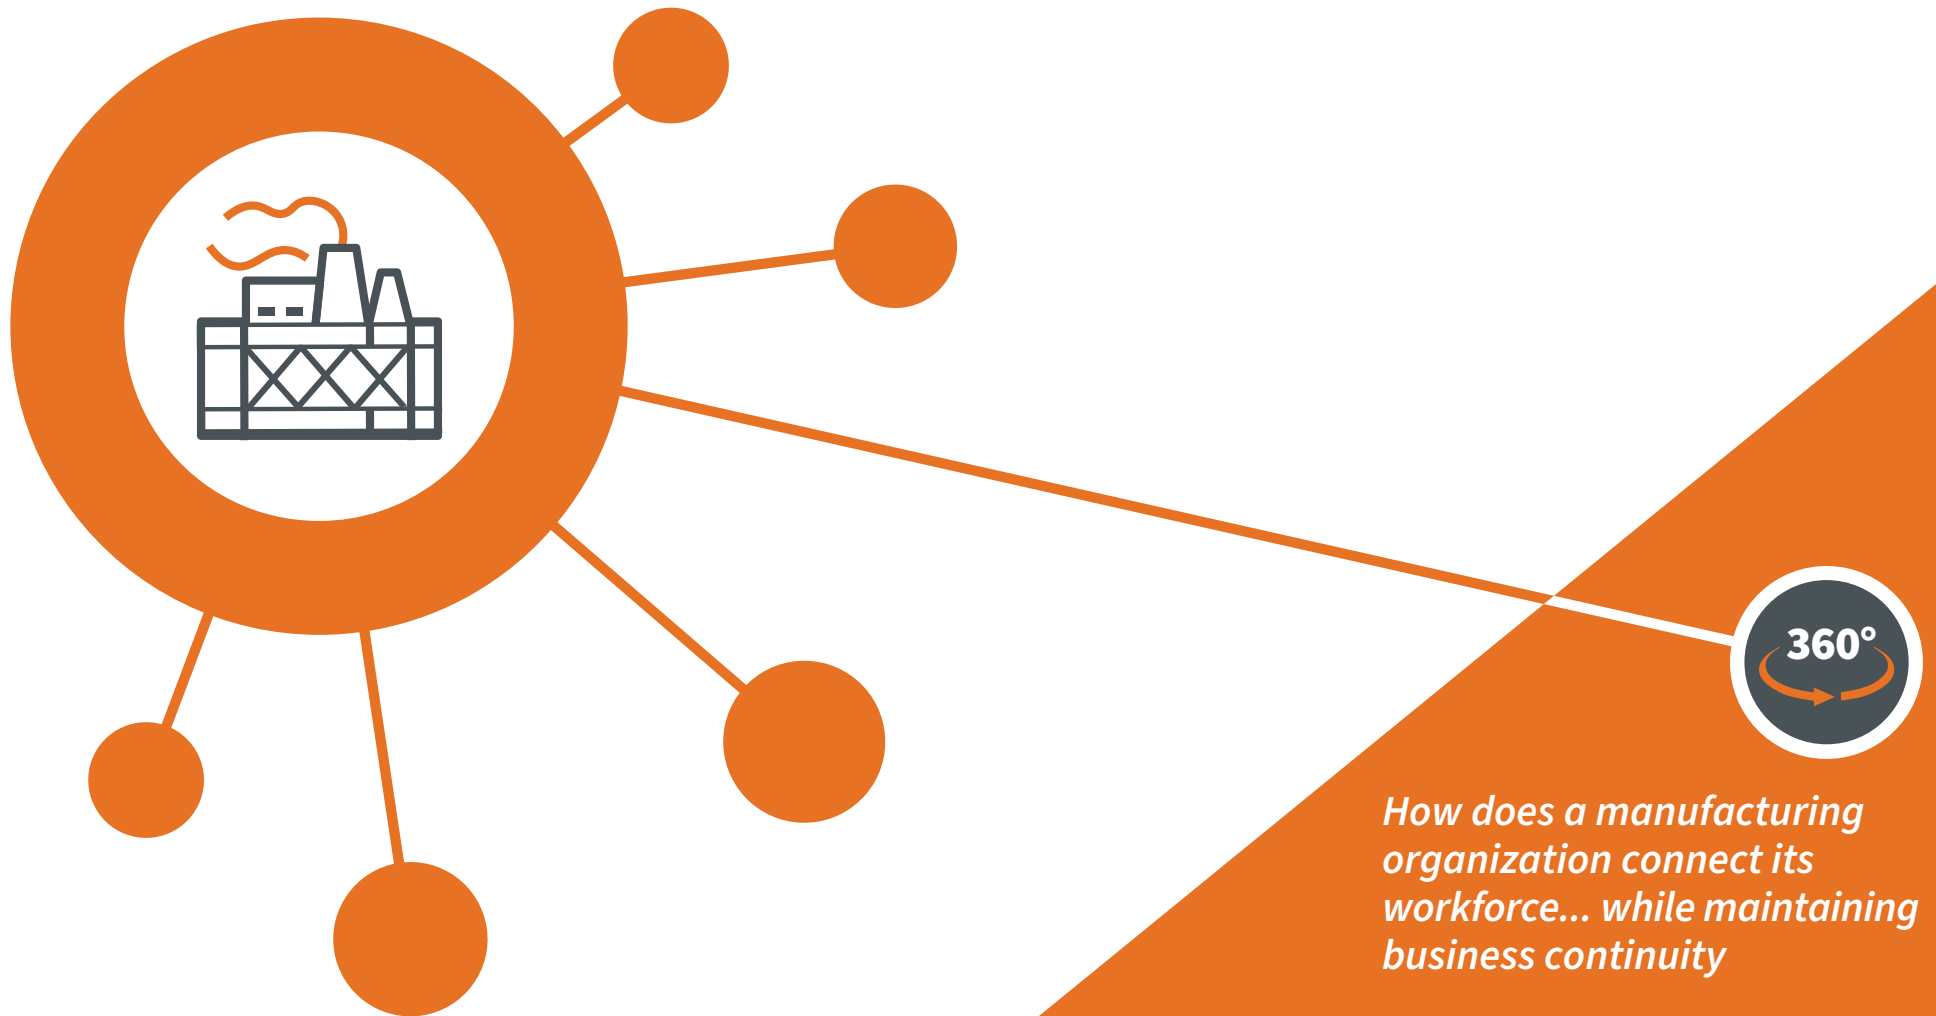 360°
How does a manufacturing
organization connect its
workforce... while maintaining
business continuity